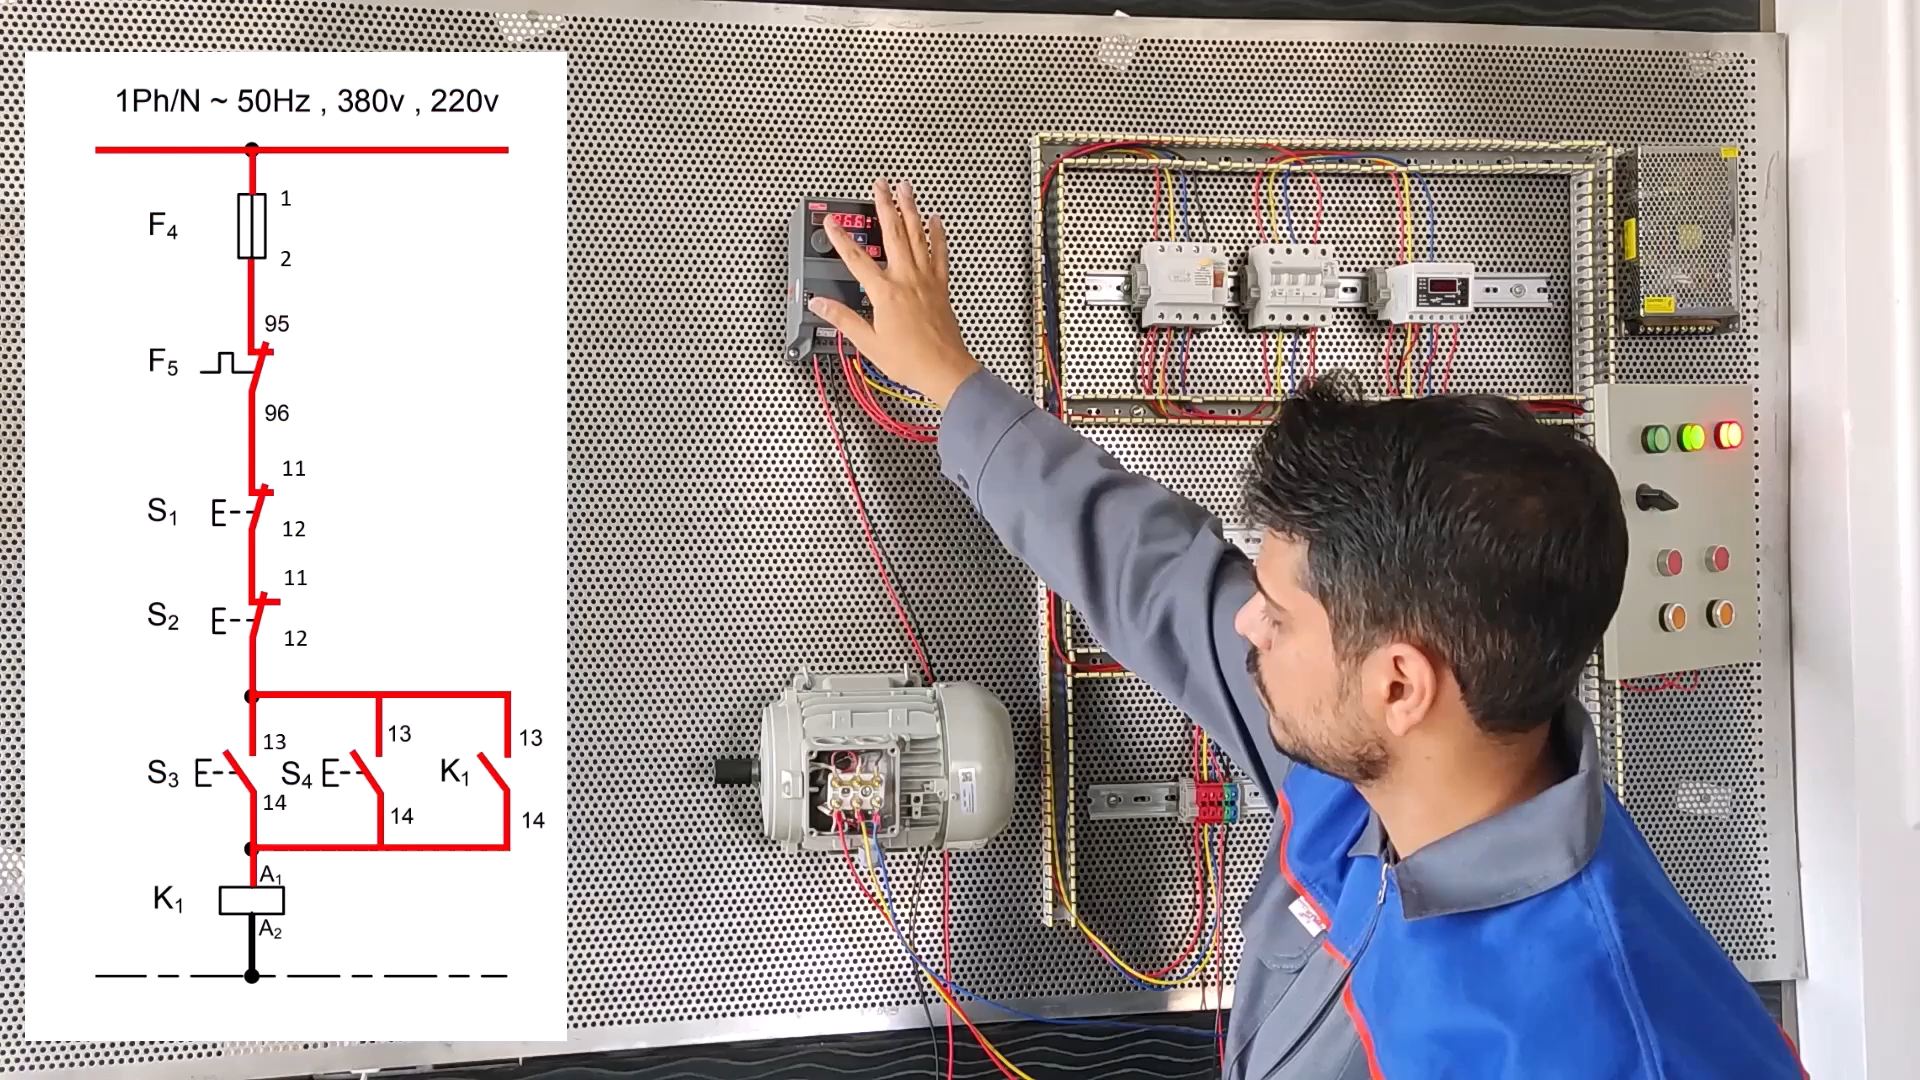 1Ph/N ~ 50Hz , 380v , 220v
F4
1
2
F5
95
96
S1
11
12
S2
11
12
S3
13
14
S4
13
14
K1
13
14
K1
A1
A2